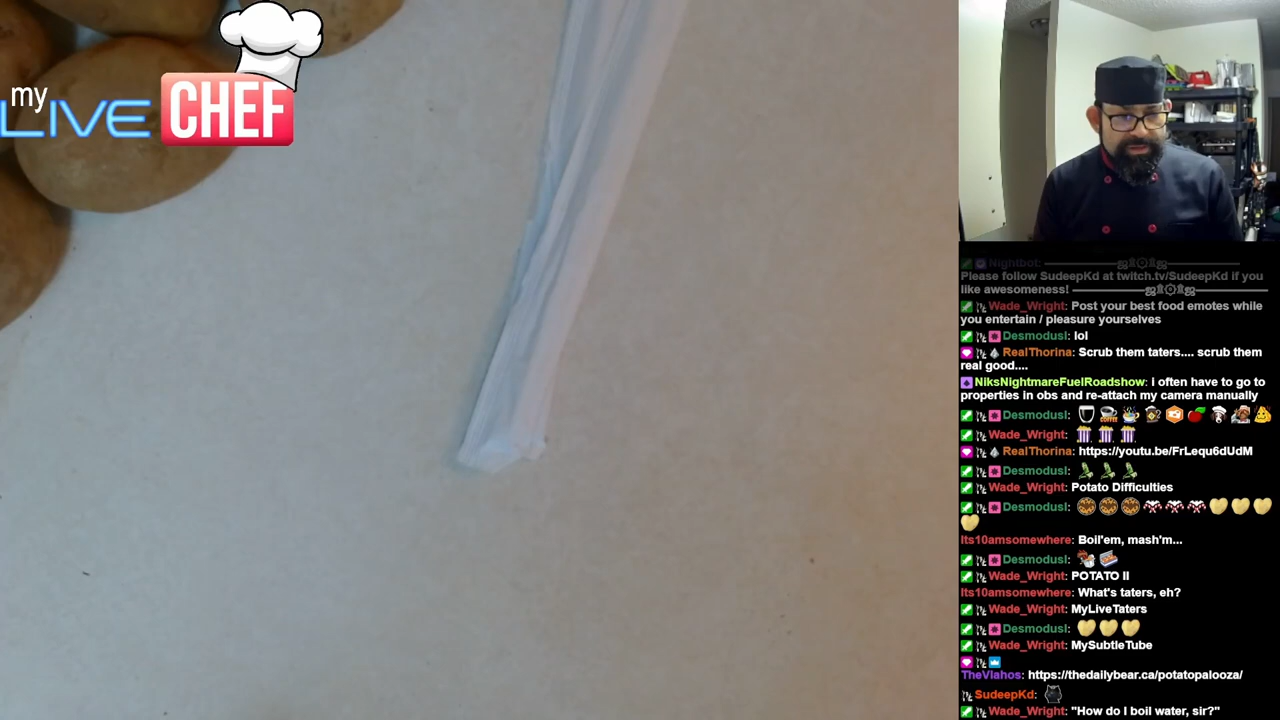 my
LIVE CHEF
Nightbot:
Please follow SudeepKd at twitch.tv/SudeepKd if you
like awesomeness!
Wade_Wright: Post your best food emotes while
you entertain / pleasure yourselves
Desmodusl: lol
RealThorina: Scrub them taters.... scrub them
real good....
NiksNightmareFuelRoadshow: i often have to go to
properties in obs and re-attach my camera manually
Desmodusl:
Wade_Wright:
RealThorina: https://youtu.be/FrLequ6dUdM
Desmodusl:
Wade_Wright: Potato Difficulties
Desmodusl:
Its10amsomewhere: Boil'em, mash'm...
Desmodusl:
Wade_Wright: POTATO II
Its10amsomewhere: What's taters, eh?
Wade_Wright: MyLiveTaters
Desmodusl:
Wade_Wright: MySubtleTube
TheVlahos: https://thedailybear.ca/potatopalooza/
SudeepKd:
Wade_Wright: "How do I boil water, sir?"